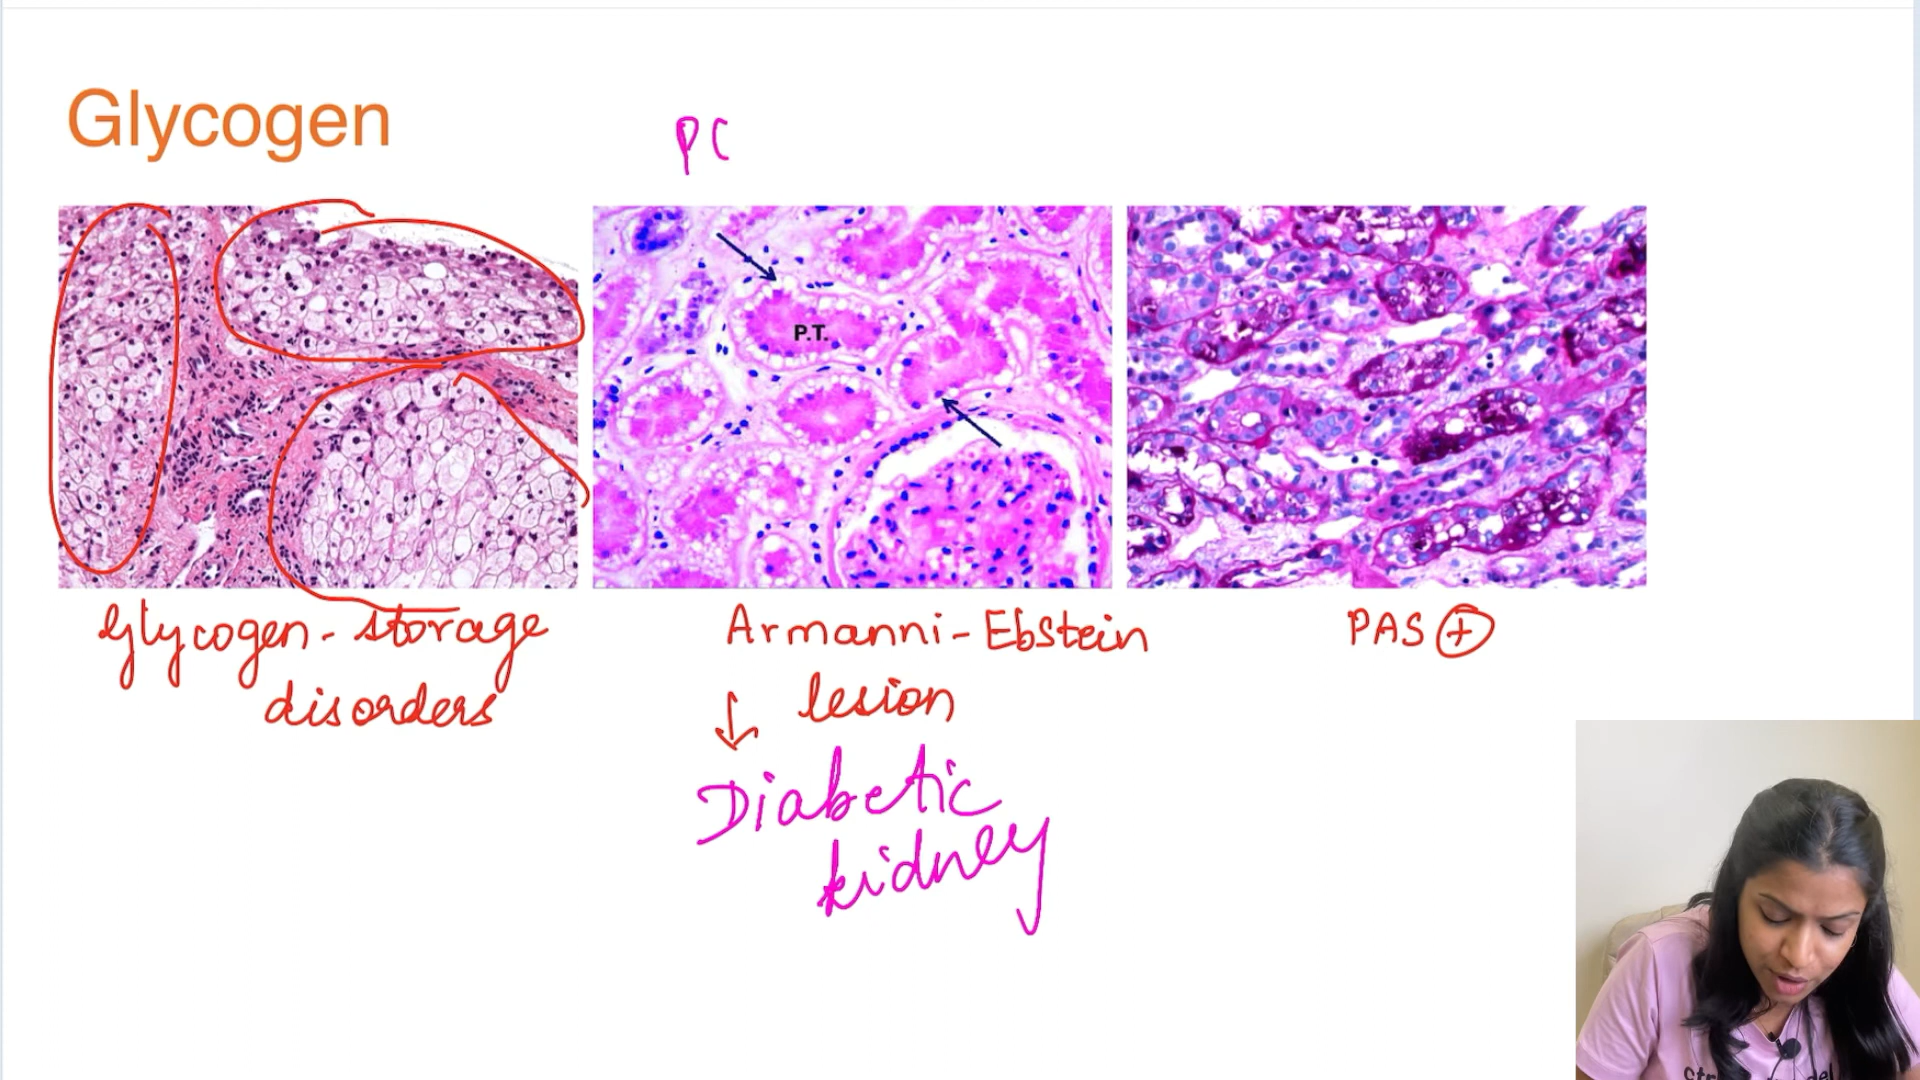 Glycogen
PC
P.T.
Glycogen-storage
disorders
Armanni-Ebstein
lesion
↓
Diabetic
kidney
PAS +